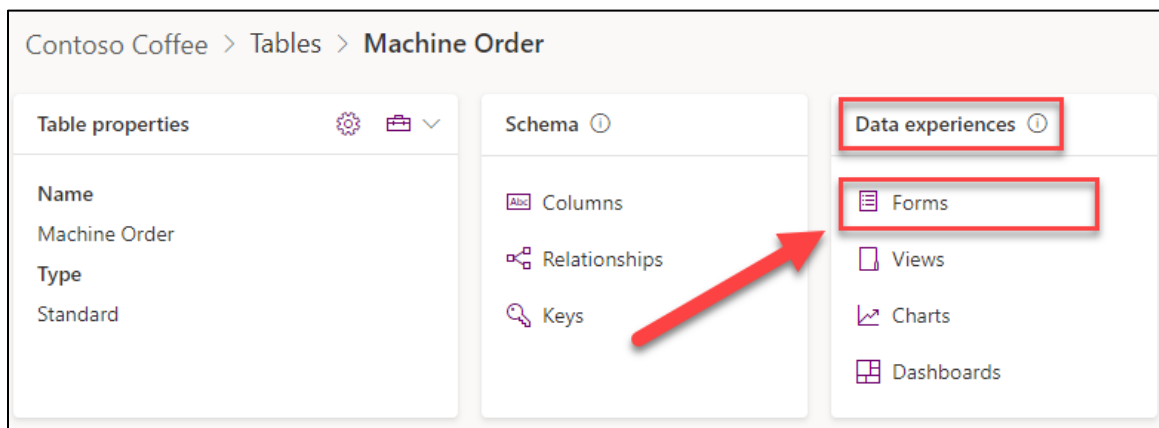 Contoso Coffee > Tables > Machine Order
Table properties
Name
Machine Order
Type
Standard
Schema
Abc Columns
Relationships
Keys
Data experiences
Forms
Views
Charts
Dashboards